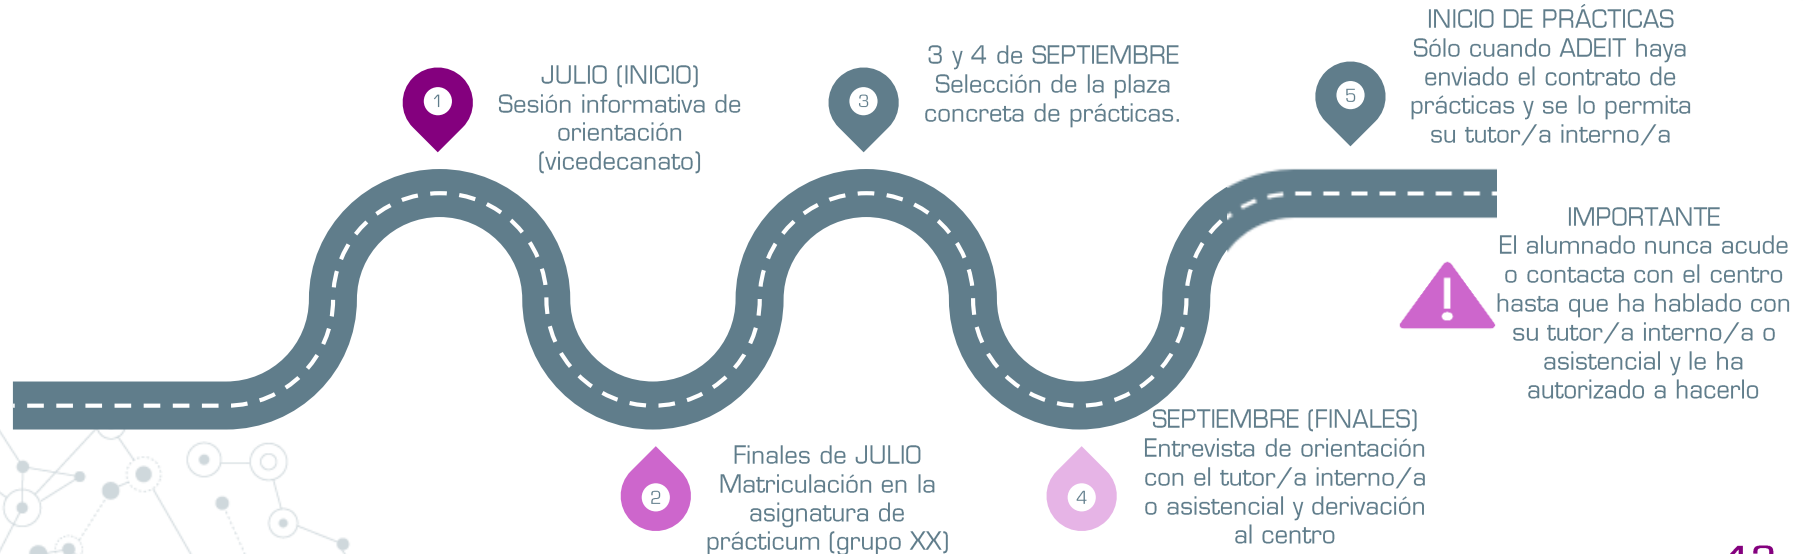 1
JULIO (INICIO)
Sesión informativa de
orientación
(vicedecanato)
2
Finales de JULIO
Matriculación en la
asignatura de
prácticum (grupo XX)
3
3 y 4 de SEPTIEMBRE
Selección de la plaza
concreta de prácticas.
4
SEPTIEMBRE (FINALES)
Entrevista de orientación
con el tutor/a interno/a
o asistencial y derivación
al centro
5
INICIO DE PRÁCTICAS
Sólo cuando ADEIT haya
enviado el contrato de
prácticas y se lo permita
su tutor/a interno/a
!
IMPORTANTE
El alumnado nunca acude
o contacta con el centro
hasta que ha hablado con
su tutor/a interno/a o
asistencial y le ha
autorizado a hacerlo